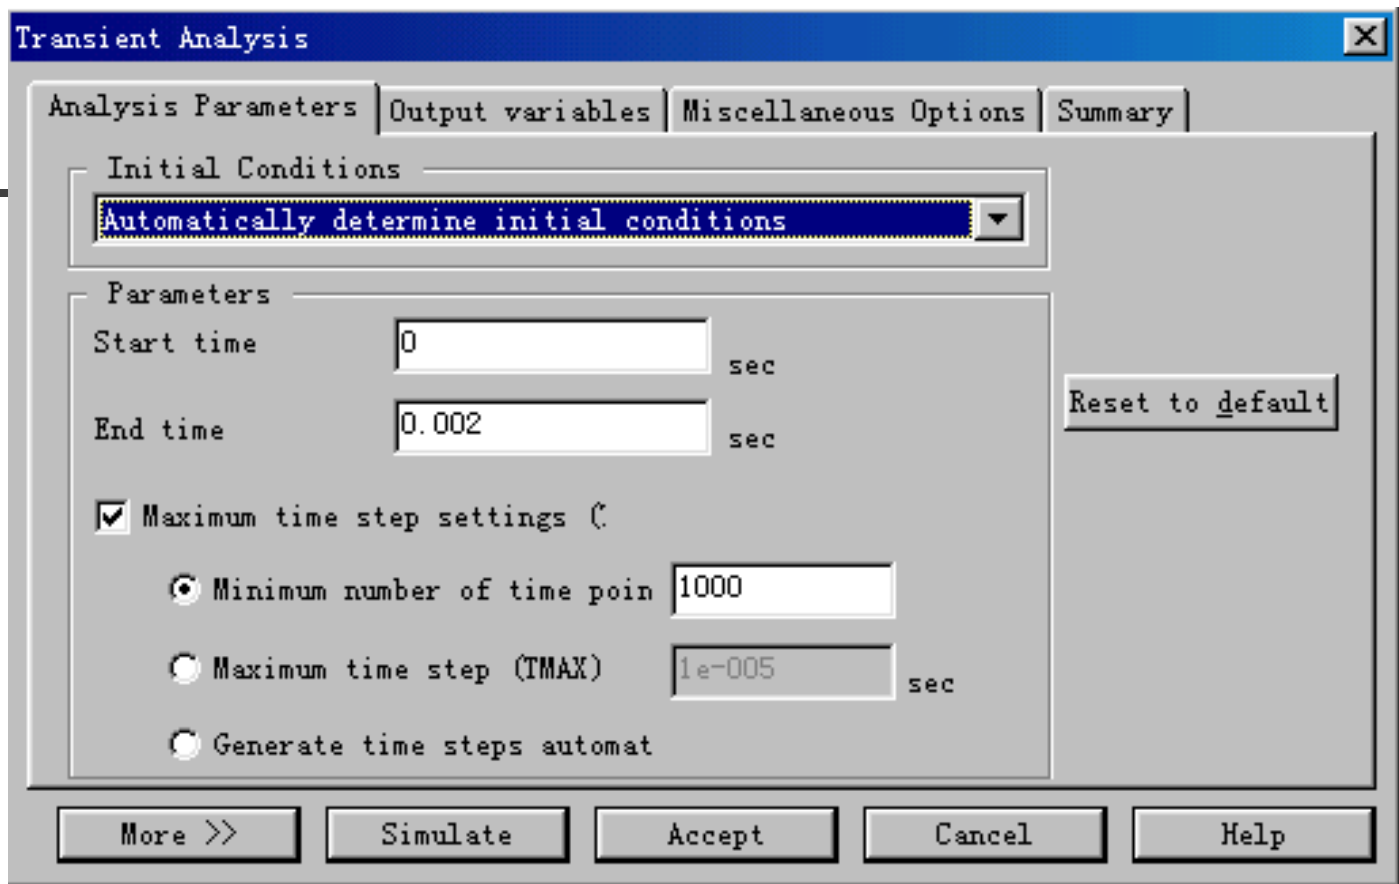 Transient Analysis
Analysis Parameters Output variables Miscellaneous Options Summary
Initial Conditions
Automatically determine initial conditions
Parameters
Start time 0 sec
End time 0.002 sec
Reset to default
Maximum time step settings (
Minimum number of time poin 1000
Maximum time step (TMAX) 1e-005 sec
Generate time steps automat
More >> Simulate Accept Cancel Help